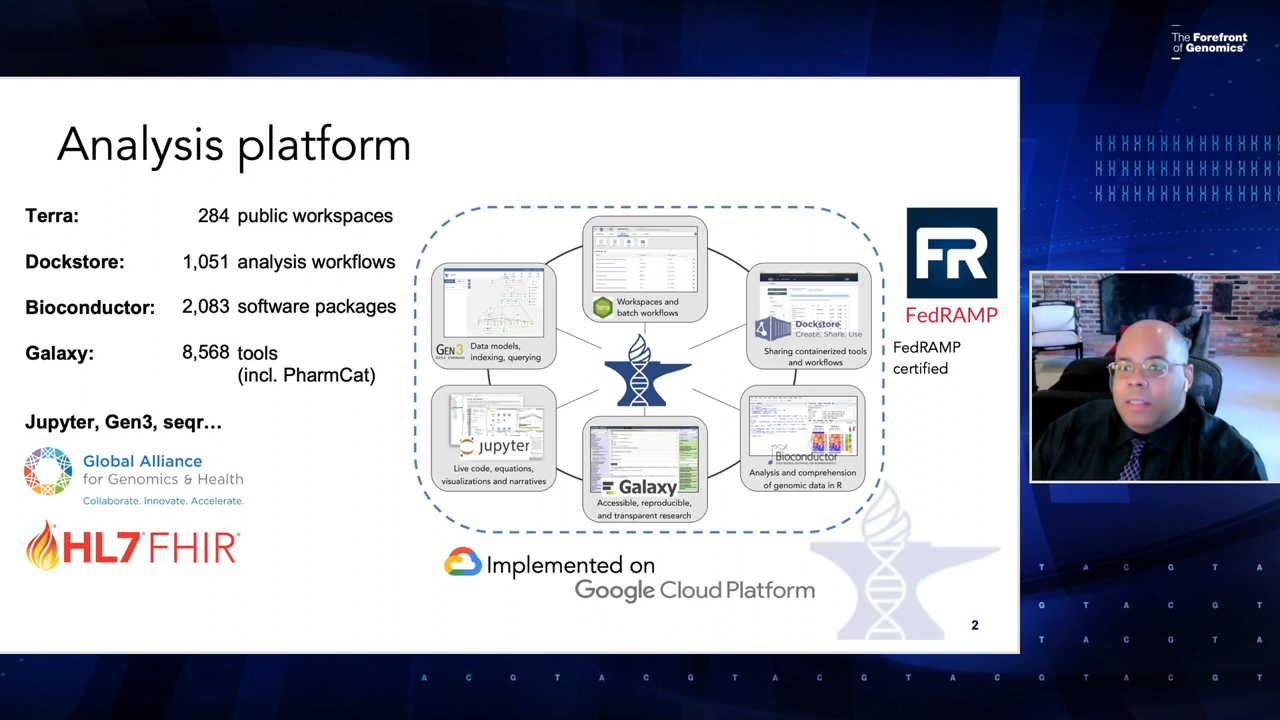 The Forefront
of Genomics®
Analysis platform
Terra: 284 public workspaces
Dockstore: 1,051 analysis workflows
Bioconductor: 2,083 software packages
Galaxy: 8,568 tools
(incl. PharmCat)
Jupyter, Gen3, seqr...
Global Alliance
for Genomics & Health
Collaborate. Innovate. Accelerate.
HL7® FHIR®
Terra
Workspaces and
batch workflows
GEN3
Data Commons
Data models,
indexing, querying
Dockstore
Create, Share, Use
Sharing containerized tools
and workflows
jupyter
Live code, equations,
visualizations and narratives
Galaxy
Accessible, reproducible,
and transparent research
Bioconductor
Analysis and comprehension
of genomic data in R
FR
FedRAMP
FedRAMP
certified
Implemented on
Google Cloud Platform
2
T A C G T A
G T A C G T
T A C G T A
A C G T A C G T A C G T A C G T A C G T